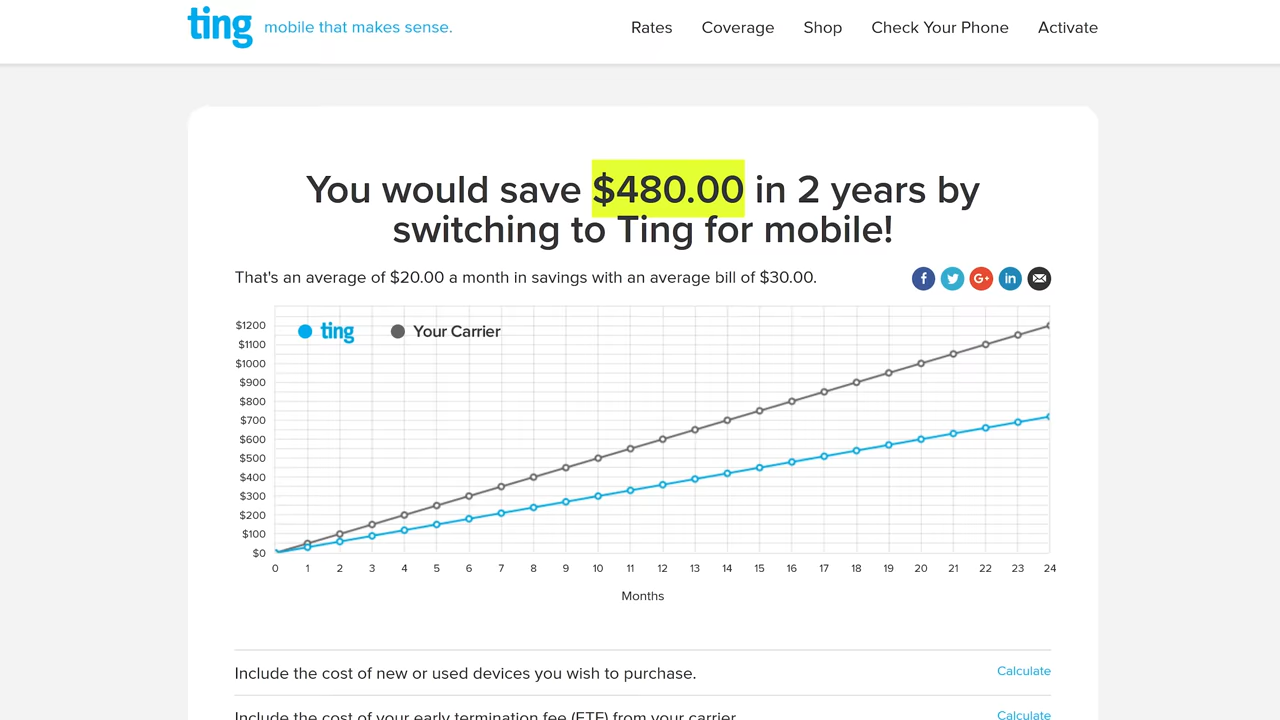 ting mobile that makes sense. Rates Coverage Shop Check Your Phone Activate
You would save $480.00 in 2 years by
switching to Ting for mobile!
That's an average of $20.00 a month in savings with an average bill of $30.00. f G+ in
ting Your Carrier
$1200
$1100
$1000
$900
$800
$700
$600
$500
$400
$300
$200
$100
$0
0 1 2 3 4 5 6 7 8 9 10 11 12 13 14 15 16 17 18 19 20 21 22 23 24
Months
Include the cost of new or used devices you wish to purchase. Calculate
Include the cost of your early termination fee (ETF) from your carrier. Calculate